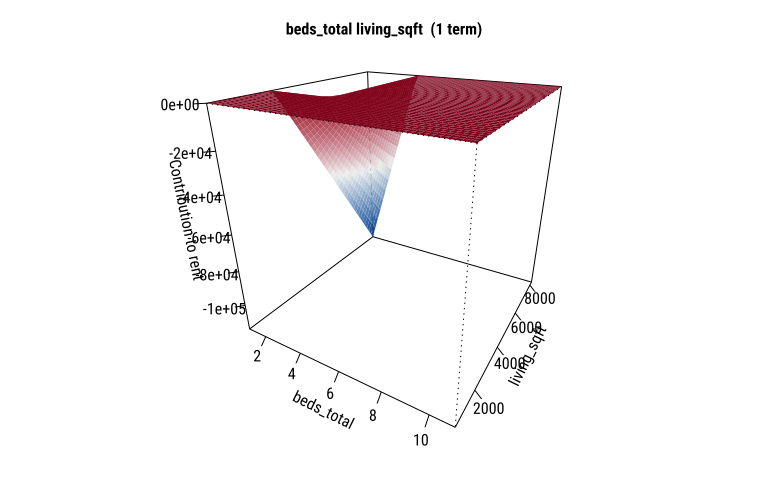 beds_total living_sqft (1 term)
0e+00
-2e+04
-4e+04
-6e+04
-8e+04
-1e+05
Contribution to rent
2
4
6
8
10
beds_total
2000
4000
6000
8000
living_sqft